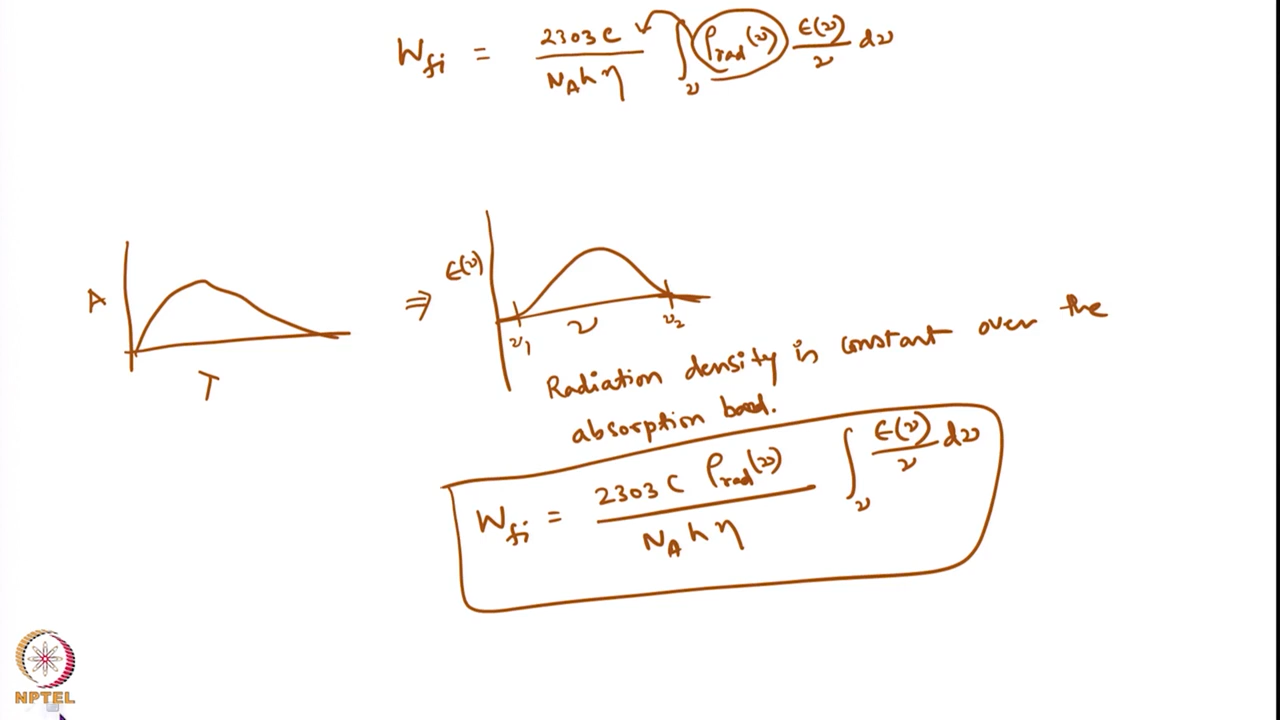 W_fi = 2303 C / N_A h η ∫_ν ρ_rad(ν) ε(ν)/ν dν
A
T
⇒
ε(ν)
ν_1
ν
ν_2
Radiation density is constant over the
absorption band.
W_fi = 2303 C ρ_rad(ν) / N_A h η ∫_ν ε(ν)/ν dν
NPTEL